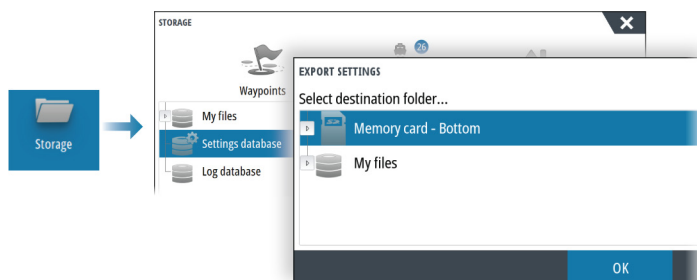 STORAGE
26
Waypoints
My files
Settings database
Log database
Storage
EXPORT SETTINGS
Select destination folder...
Memory card - Bottom
My files
OK